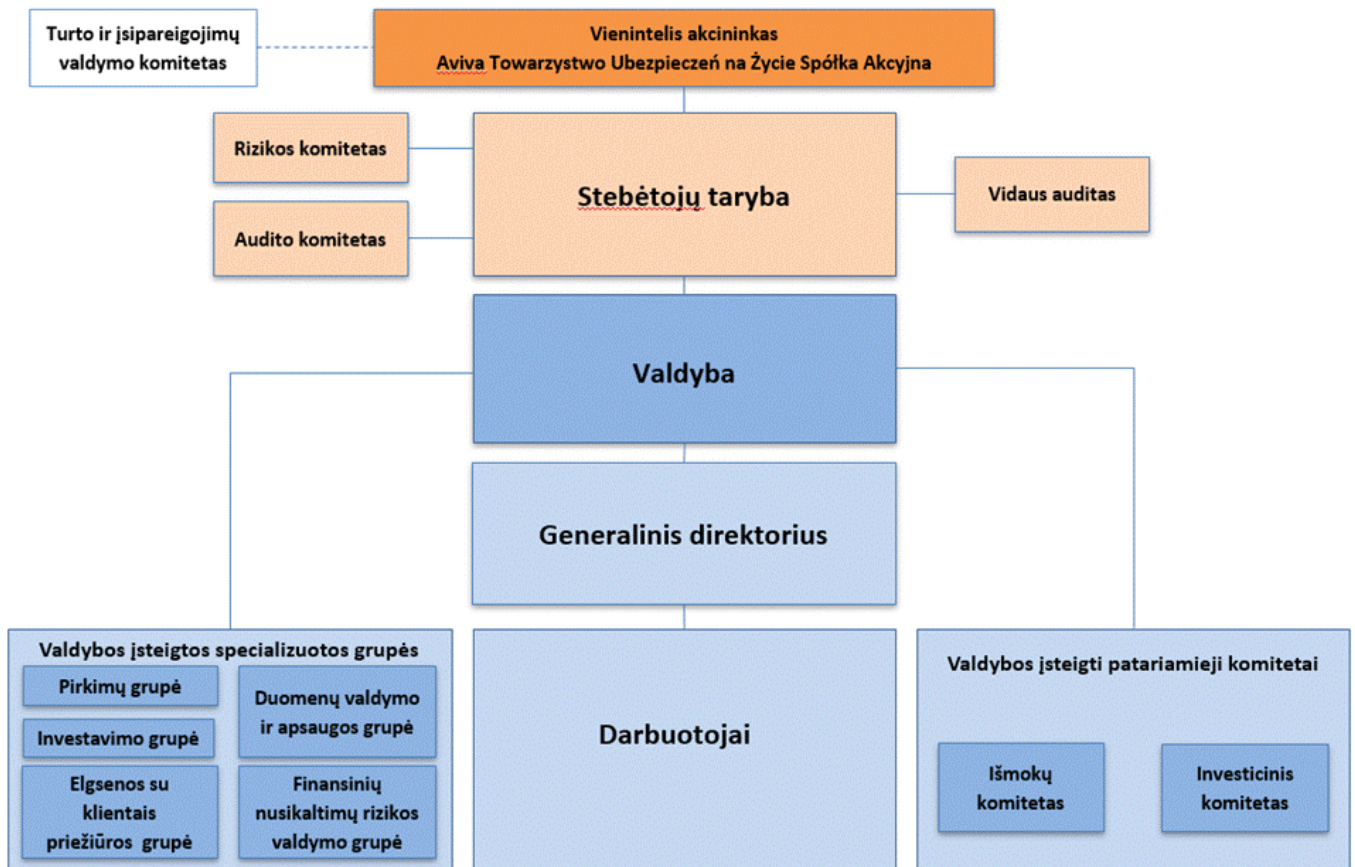 Turto ir įsipareigojimų
valdymo komitetas
Vienintelis akcininkas
Aviva Towarzystwo Ubezpieczeń na Życie Spółka Akcyjna
Rizikos komitetas
Audito komitetas
Stebėtojų taryba
Vidaus auditas
Valdyba
Generalinis direktorius
Valdybos įsteigtos specializuotos grupės
Pirkimų grupė
Investavimo grupė
Elgsenos su
klientais
priežiūros grupė
Duomenų valdymo
ir apsaugos grupė
Finansinių
nusikaltimų rizikos
valdymo grupė
Darbuotojai
Valdybos įsteigti patariamieji komitetai
Išmokų
komitetas
Investicinis
komitetas